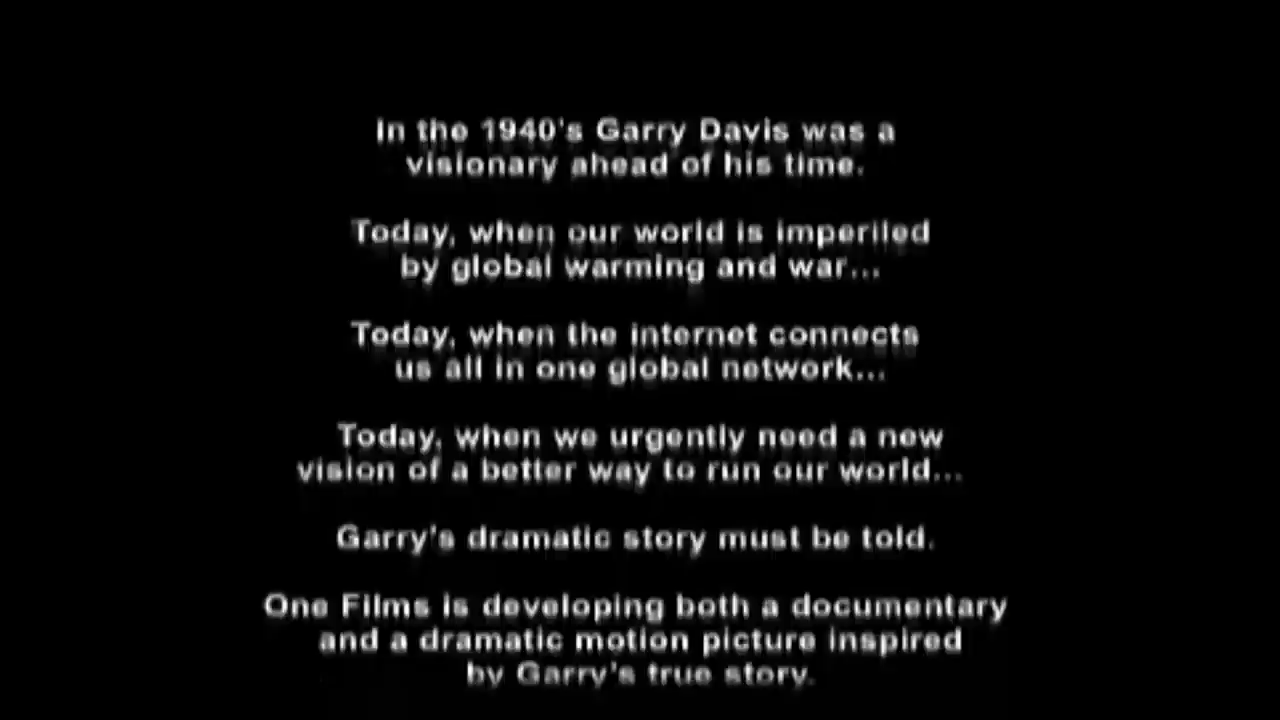 In the 1940's Garry Davis was a
visionary ahead of his time.
Today, when our world is imperiled
by global warming and war...
Today, when the internet connects
us all in one global network...
Today, when we urgently need a new
vision of a better way to run our world...
Garry's dramatic story must be told.
One Films is developing both a documentary
and a dramatic motion picture inspired
by Garry's true story.